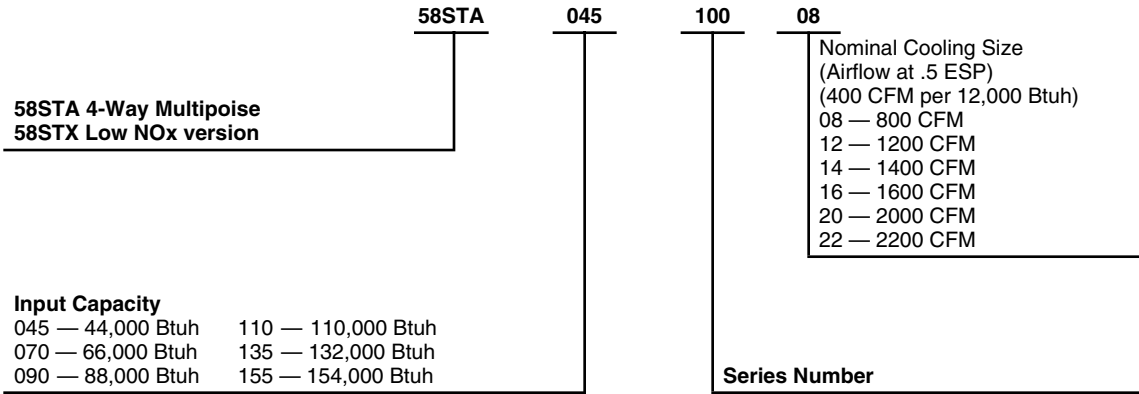 58STA 045 100 08
Nominal Cooling Size
(Airflow at .5 ESP)
(400 CFM per 12,000 Btuh)
08 — 800 CFM
12 — 1200 CFM
14 — 1400 CFM
16 — 1600 CFM
20 — 2000 CFM
22 — 2200 CFM
58STA 4-Way Multipoise
58STX Low NOx version
Input Capacity
045 — 44,000 Btuh 110 — 110,000 Btuh
070 — 66,000 Btuh 135 — 132,000 Btuh
090 — 88,000 Btuh 155 — 154,000 Btuh
Series Number